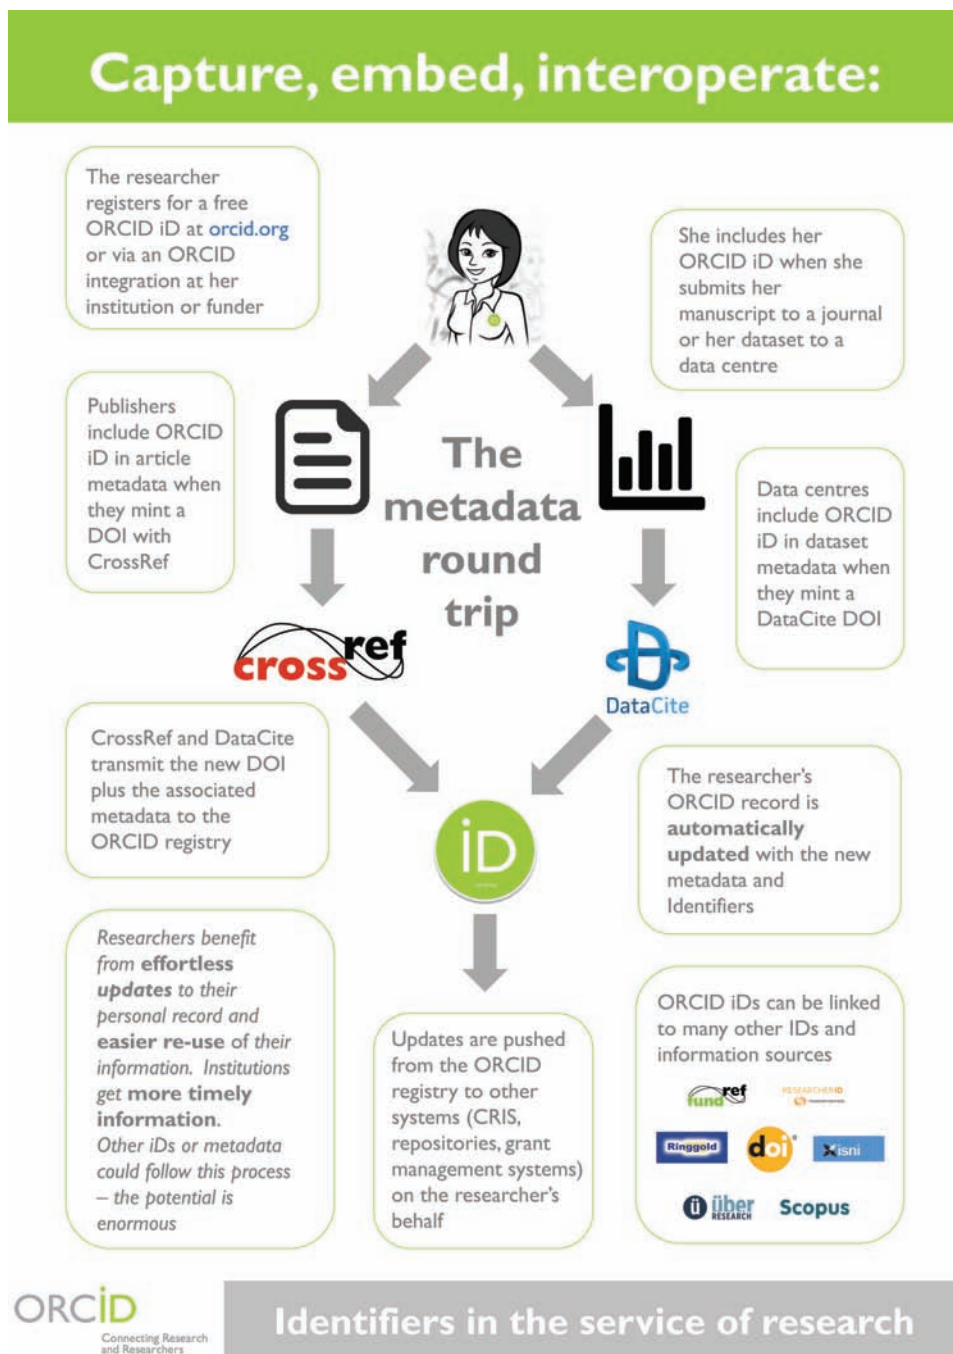 Capture, embed, interoperate:
The researcher
registers for a free
ORCID iD at orcid.org
or via an ORCID
integration at her
institution or funder
She includes her
ORCID iD when she
submits her
manuscript to a journal
or her dataset to a
data centre
Publishers
include ORCID
iD in article
metadata when
they mint a
DOI with
CrossRef
The
metadata
round
trip
Data centres
include ORCID
iD in dataset
metadata when
they mint a
DataCite DOI
cross ref
DataCite
CrossRef and DataCite
transmit the new DOI
plus the associated
metadata to the
ORCID registry
iD
The researcher's
ORCID record is
automatically
updated with the new
metadata and
Identifiers
Researchers benefit
from effortless
updates to their
personal record and
easier re-use of their
information. Institutions
get more timely
information.
Other iDs or metadata
could follow this process
– the potential is
enormous
Updates are pushed
from the ORCID
registry to other
systems (CRIS,
repositories, grant
management systems)
on the researcher's
behalf
ORCID iDs can be linked
to many other IDs and
information sources
fund ref
RESEARCHERID
Ringgold
doi
isni
ü über
RESEARCH
Scopus
ORCiD
Connecting Research
and Researchers
Identifiers in the service of research